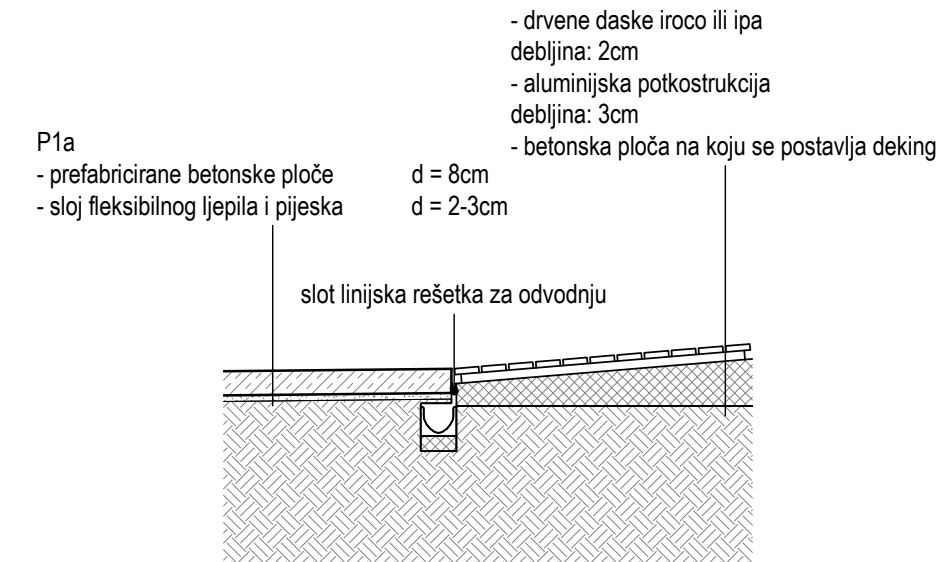 - drvene daske iroco ili ipa
debljina: 2cm
- aluminijska potkostrukcija
debljina: 3cm
- betonska ploča na koju se postavlja deking
P1a
- prefabricirane betonske ploče d = 8cm
- sloj fleksibilnog ljepila i pijeska d = 2-3cm
slot linijska rešetka za odvodnju